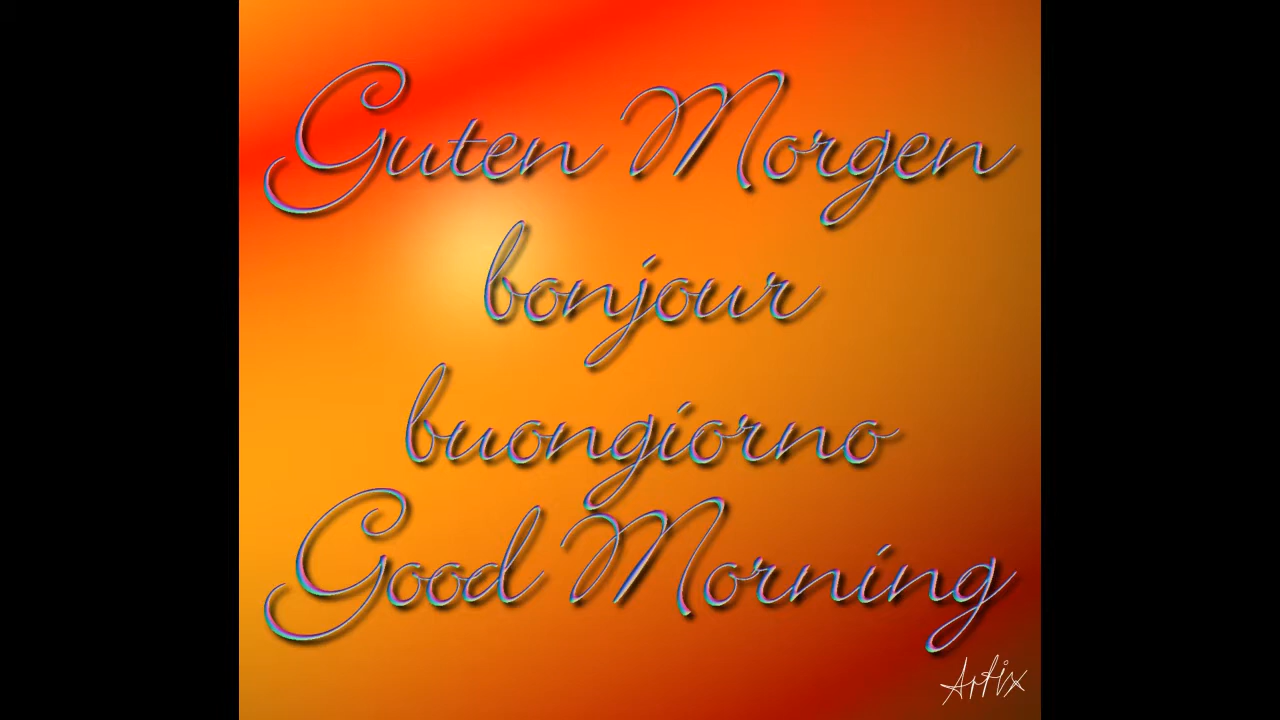 Guten Morgen
bonjour
buongiorno
Good Morning
Artix